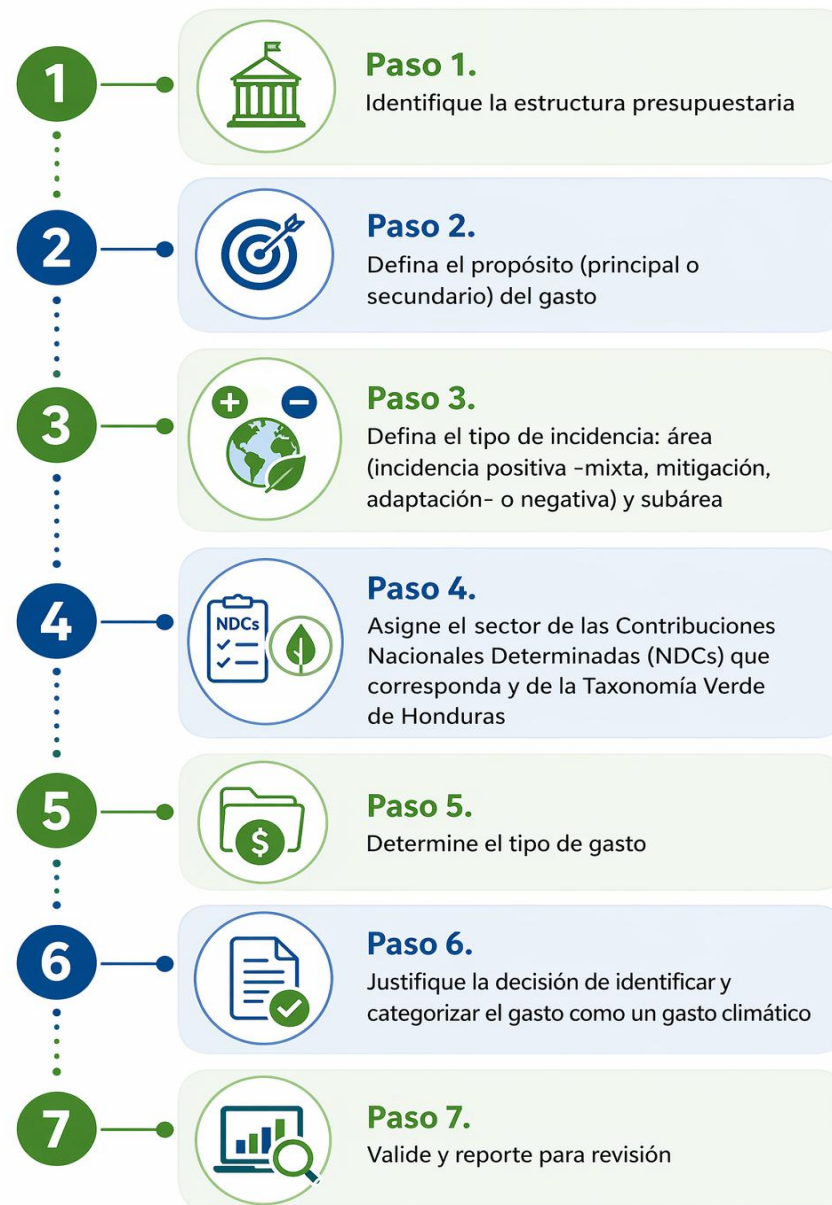 1
Paso 1.
Identifique la estructura presupuestaria
2
Paso 2.
Defina el propósito (principal o
secundario) del gasto
3
Paso 3.
Defina el tipo de incidencia: área
(incidencia positiva -mixta, mitigación,
adaptación- o negativa) y subárea
4
NDCs
Paso 4.
Asigne el sector de las Contribuciones
Nacionales Determinadas (NDCs) que
corresponda y de la Taxonomía Verde
de Honduras
5
$
Paso 5.
Determine el tipo de gasto
6
Paso 6.
Justifique la decisión de identificar y
categorizar el gasto como un gasto climático
7
Paso 7.
Valide y reporte para revisión